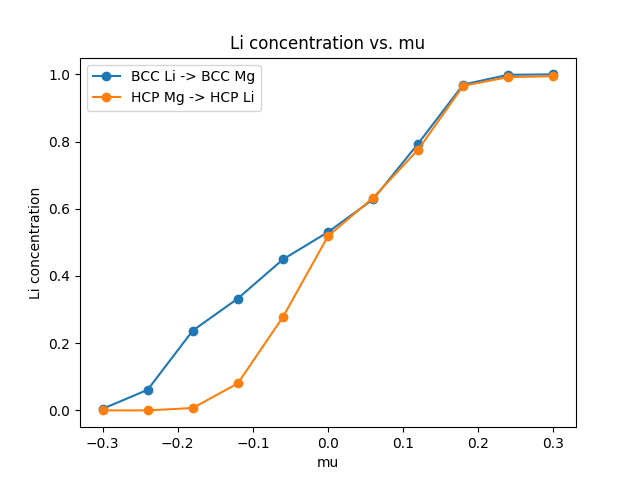 Li concentration vs. mu
BCC Li -> BCC Mg
HCP Mg -> HCP Li
1.0
0.8
0.6
0.4
0.2
0.0
Li concentration
−0.3 −0.2 −0.1 0.0 0.1 0.2 0.3
mu